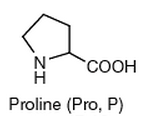 N
H
COOH
Proline (Pro, P)